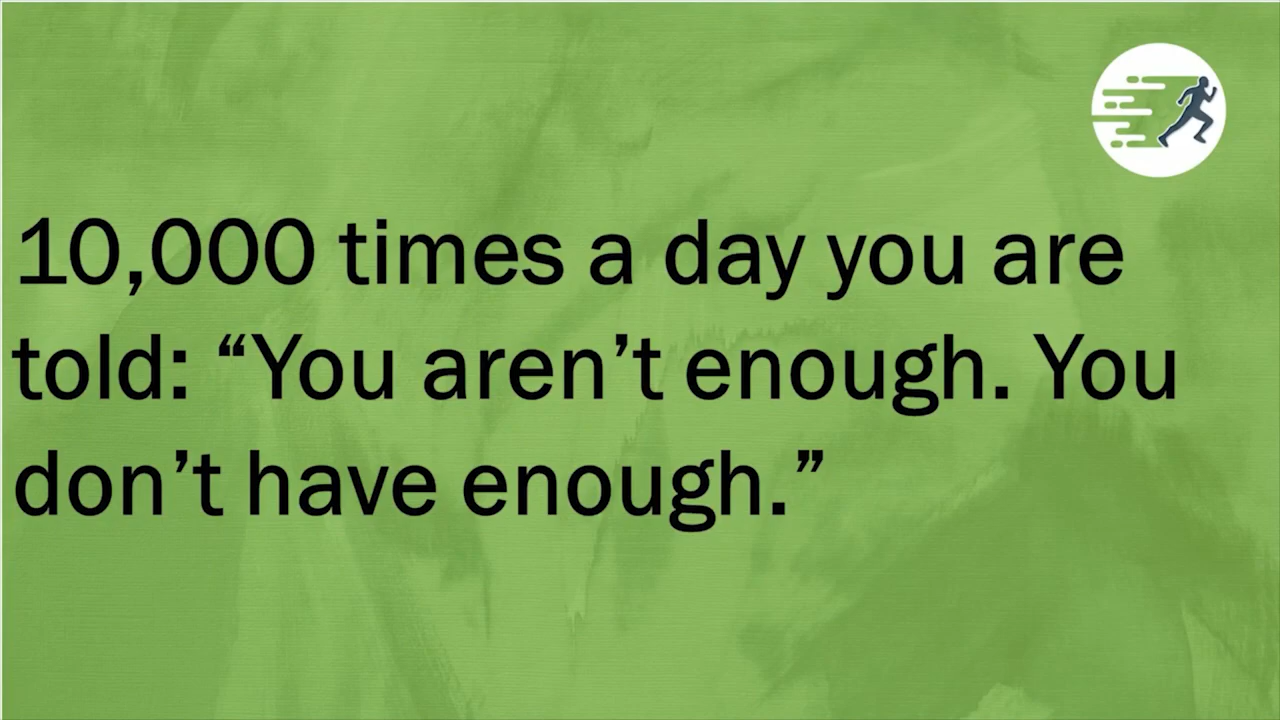 10,000 times a day you are
told: “You aren’t enough. You
don’t have enough.”